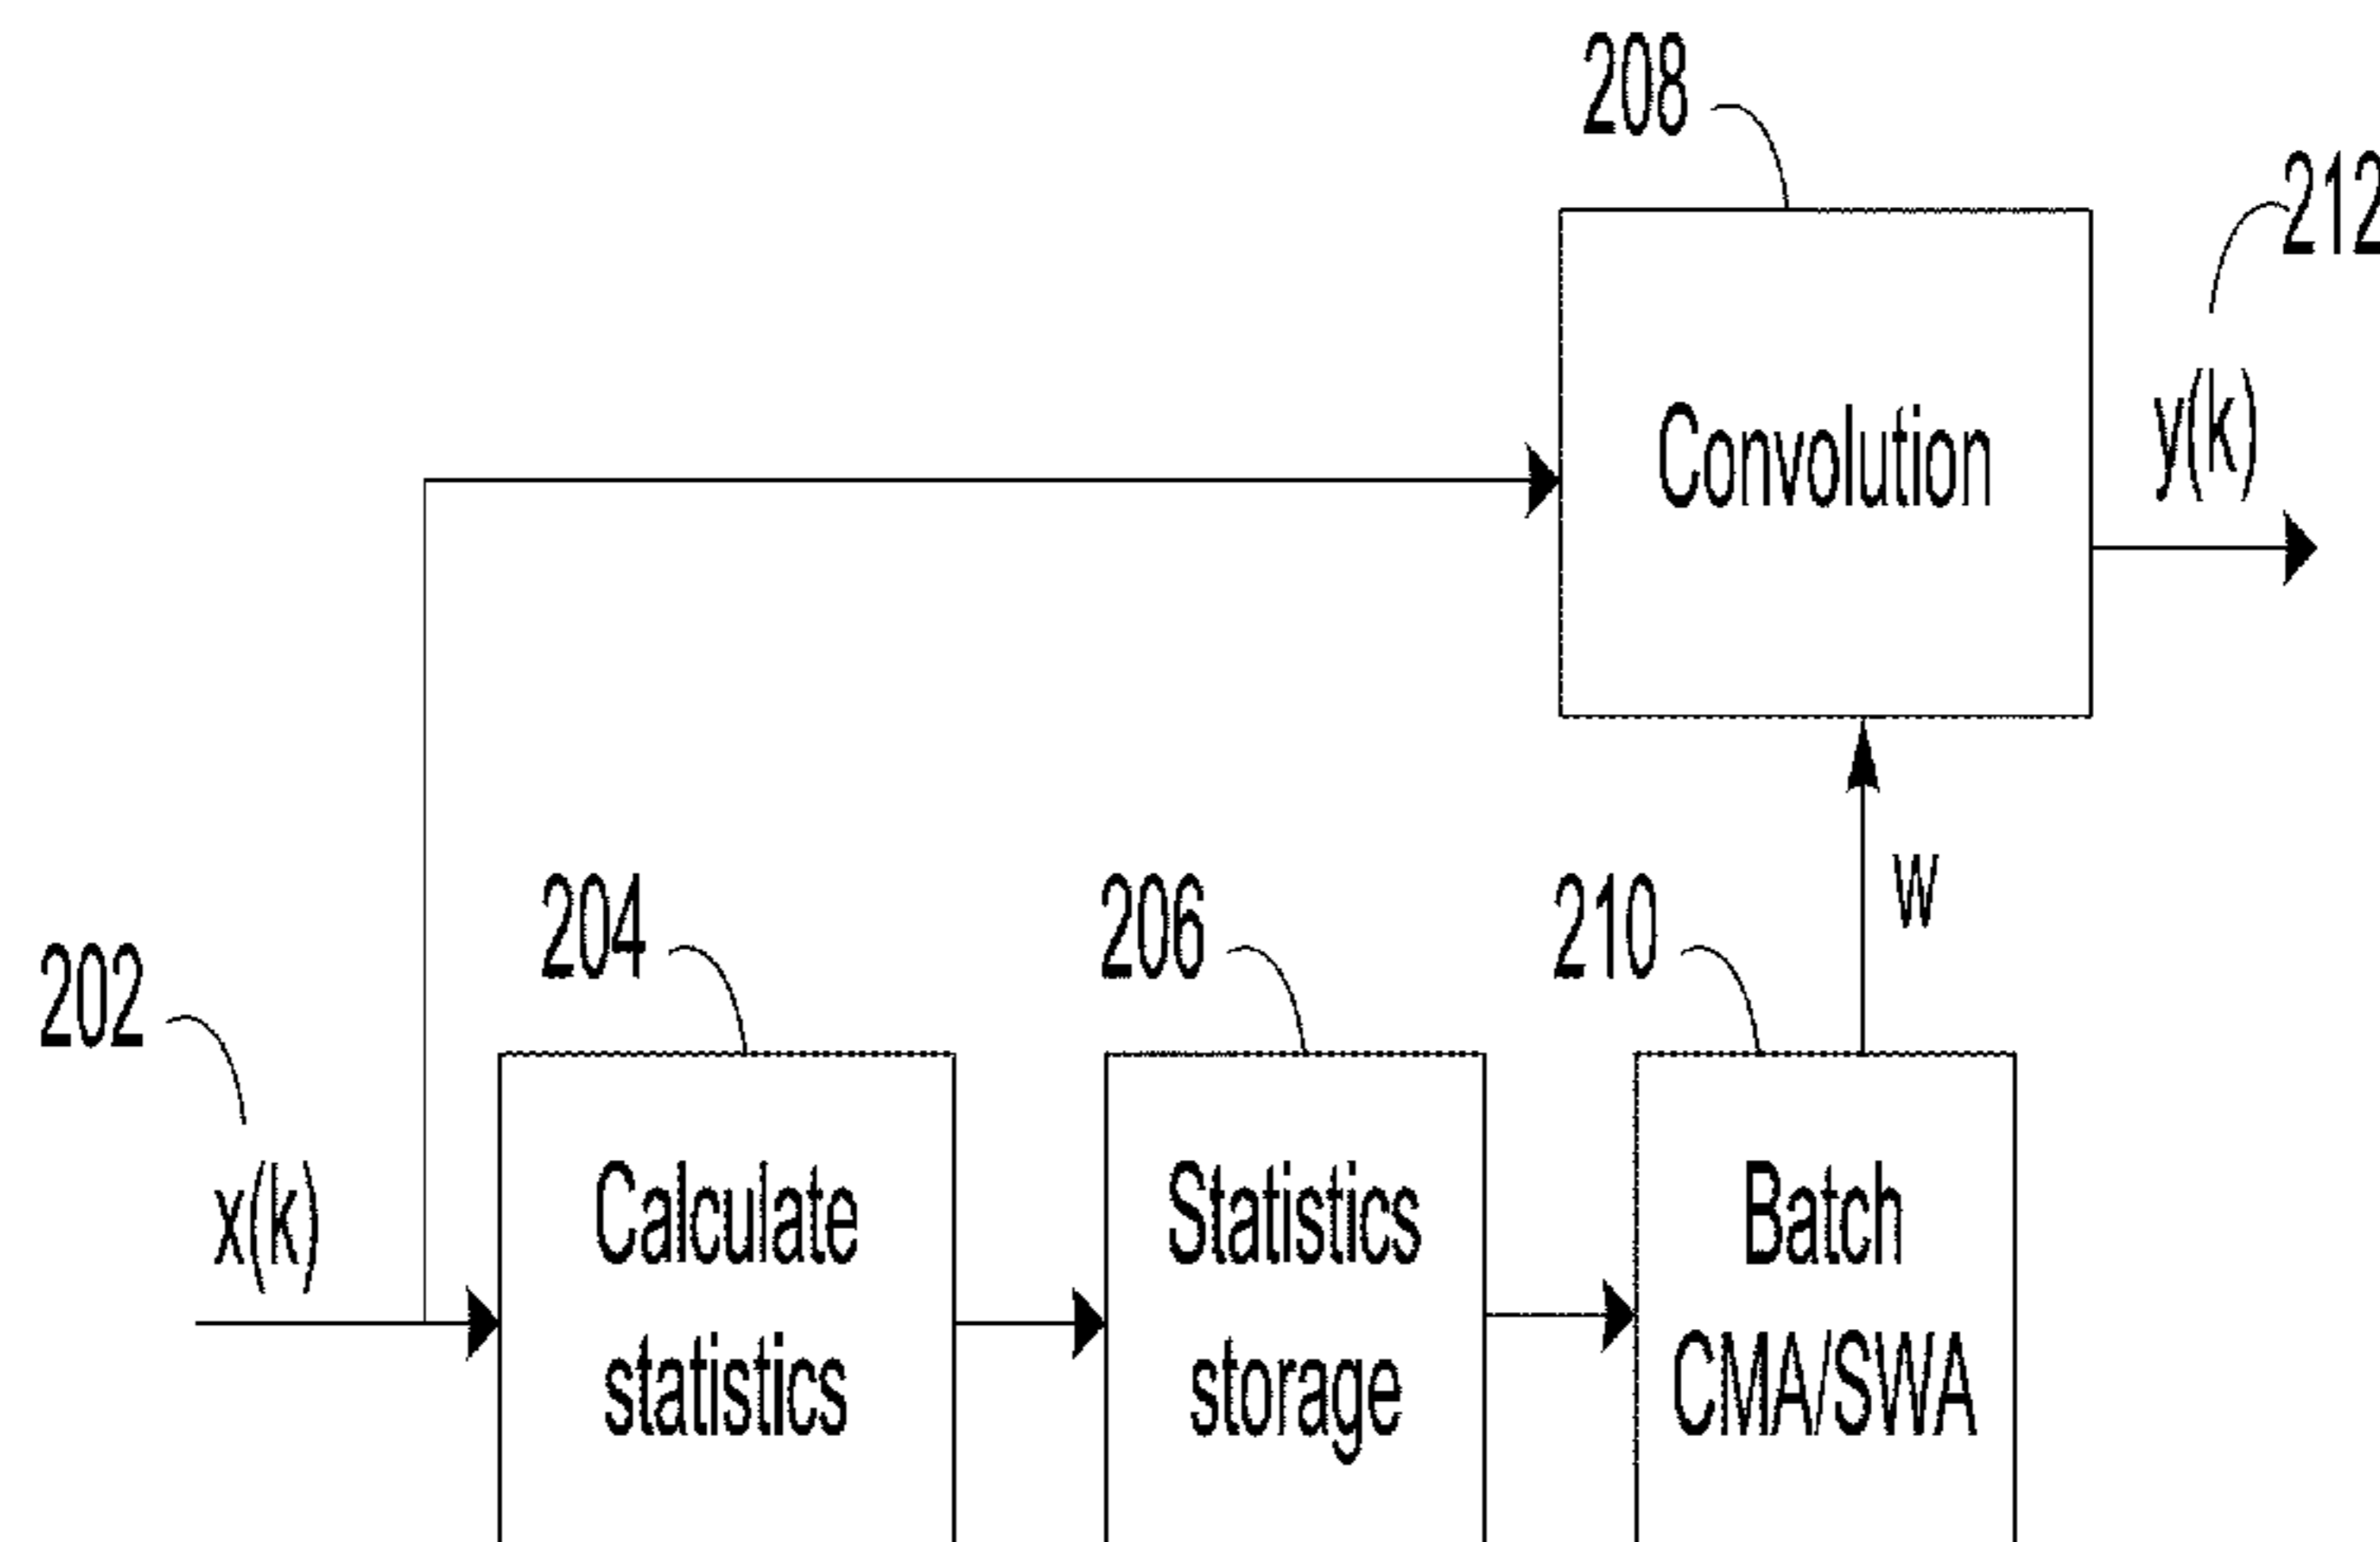 208
212
Convolution
y(k)
w
204
206
210
202
x(k)
Calculate
statistics
Statistics
storage
Batch
CMA/SWA